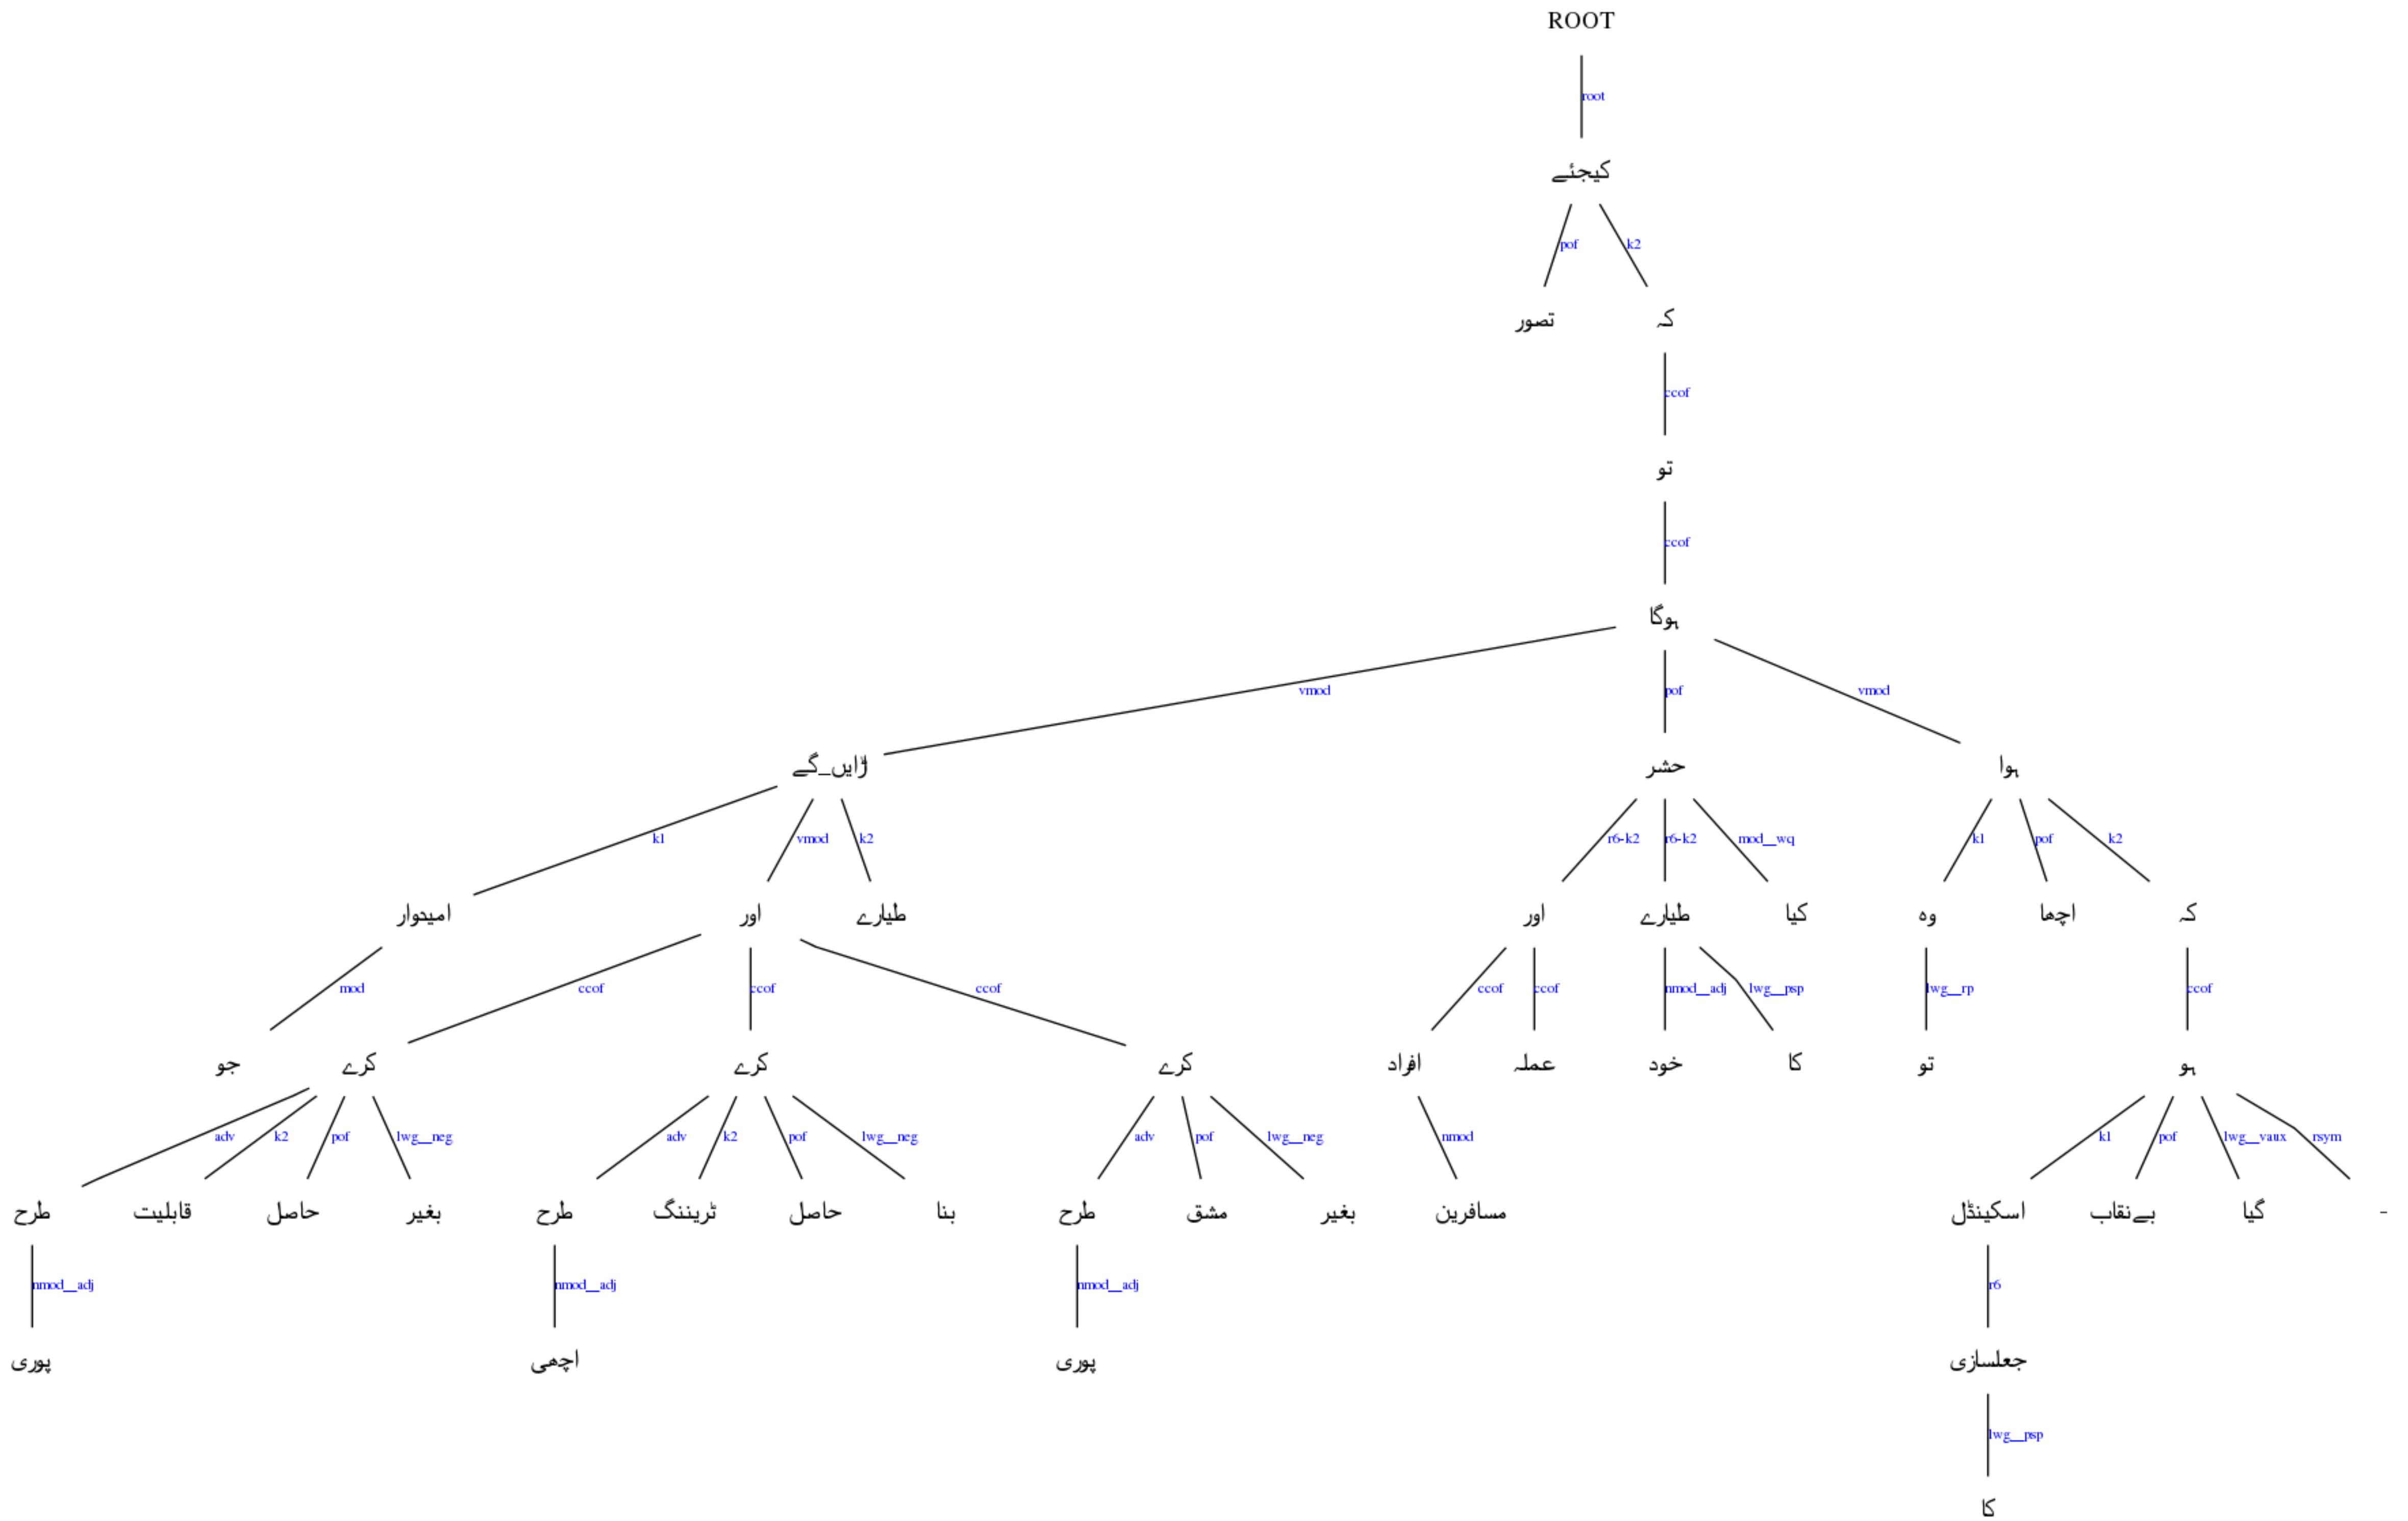 ROOT
root
کیجئے
pof k2
تصور کہ
ccof
تو
ccof
ہوگا
vmod pof vmod
اڑایں_گے حشر ہوا
k1 vmod k2 r6-k2 r6-k2 mod__wq k1 pof k2
امیدوار اور طیارے اور طیارے کیا وہ اچھا کہ
mod ccof ccof ccof ccof ccof nmod__adj lwg__psp lwg__rp ccof
جو کرے کرے کرے افراد عملہ خود کا تو ہو
adv k2 pof lwg__neg adv k2 pof lwg__neg adv pof lwg__neg nmod k1 pof lwg__vaux rsym
طرح قابلیت حاصل بغیر طرح ٹریننگ حاصل بنا طرح مشق بغیر مسافرین اسکینڈل بےنقاب گیا -
nmod__adj nmod__adj nmod__adj r6
پوری اچھی پوری جعلسازی
lwg__psp
کا